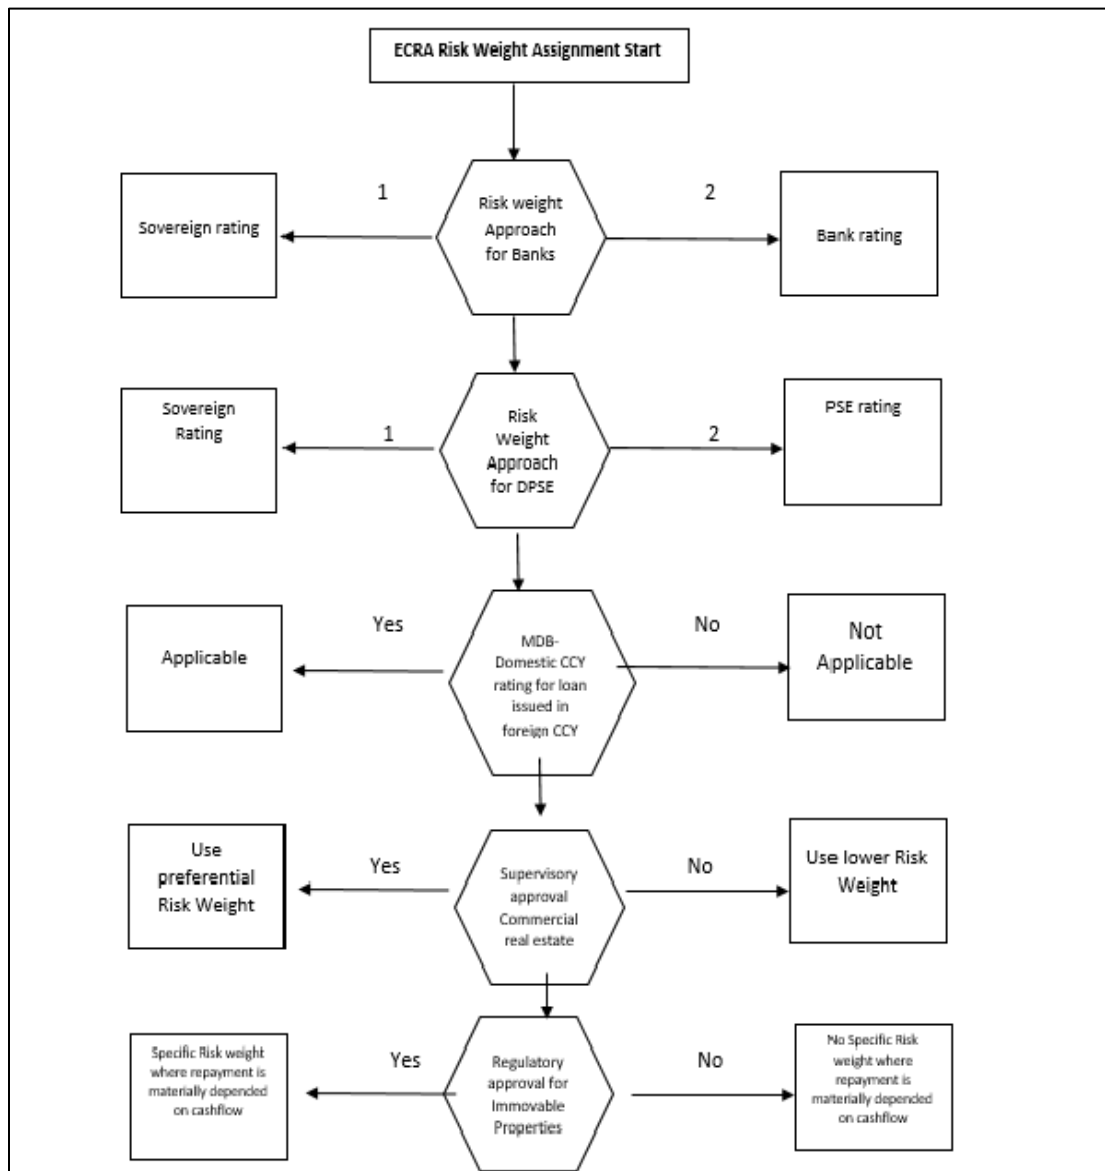 ECRA Risk Weight Assignment Start
1
2
Sovereign rating
Risk weight
Approach
for Banks
Bank rating
Sovereign
Rating
1
Risk
Weight
Approach
for DPSE
2
PSE rating
Applicable
Yes
MDB-
Domestic CCY
rating for loan
issued in
foreign CCY
No
Not
Applicable
Use
preferential
Risk Weight
Yes
Supervisory
approval
Commercial
real estate
No
Use lower Risk
Weight
Specific Risk weight
where repayment is
materially depended
on cashflow
Yes
Regulatory
approval for
Immovable
Properties
No
No Specific Risk
weight where
repayment is
materially depended
on cashflow